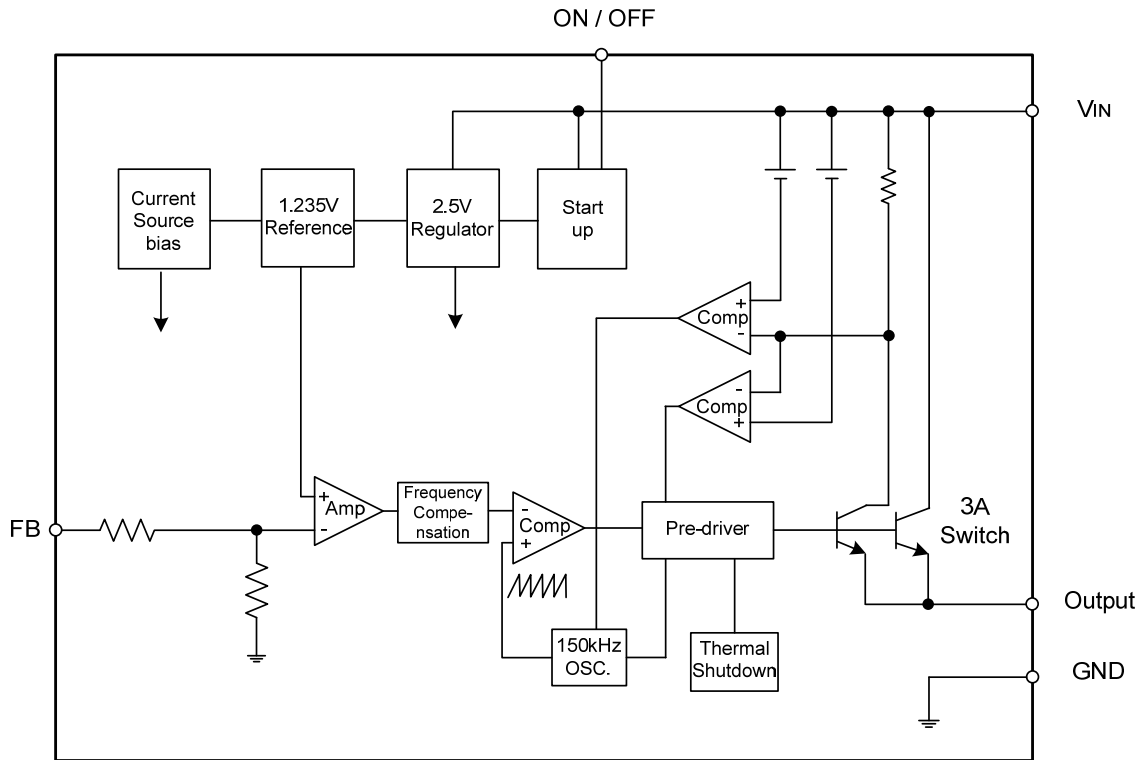 ON / OFF
VIN
Current
Source
bias
1.235V
Reference
2.5V
Regulator
Start
up
+
Comp
-
-
Comp
+
FB
+
Amp
-
Frequency
Compe-
nsation
-
Comp
+
Pre-driver
3A
Switch
Output
150kHz
OSC.
Thermal
Shutdown
GND